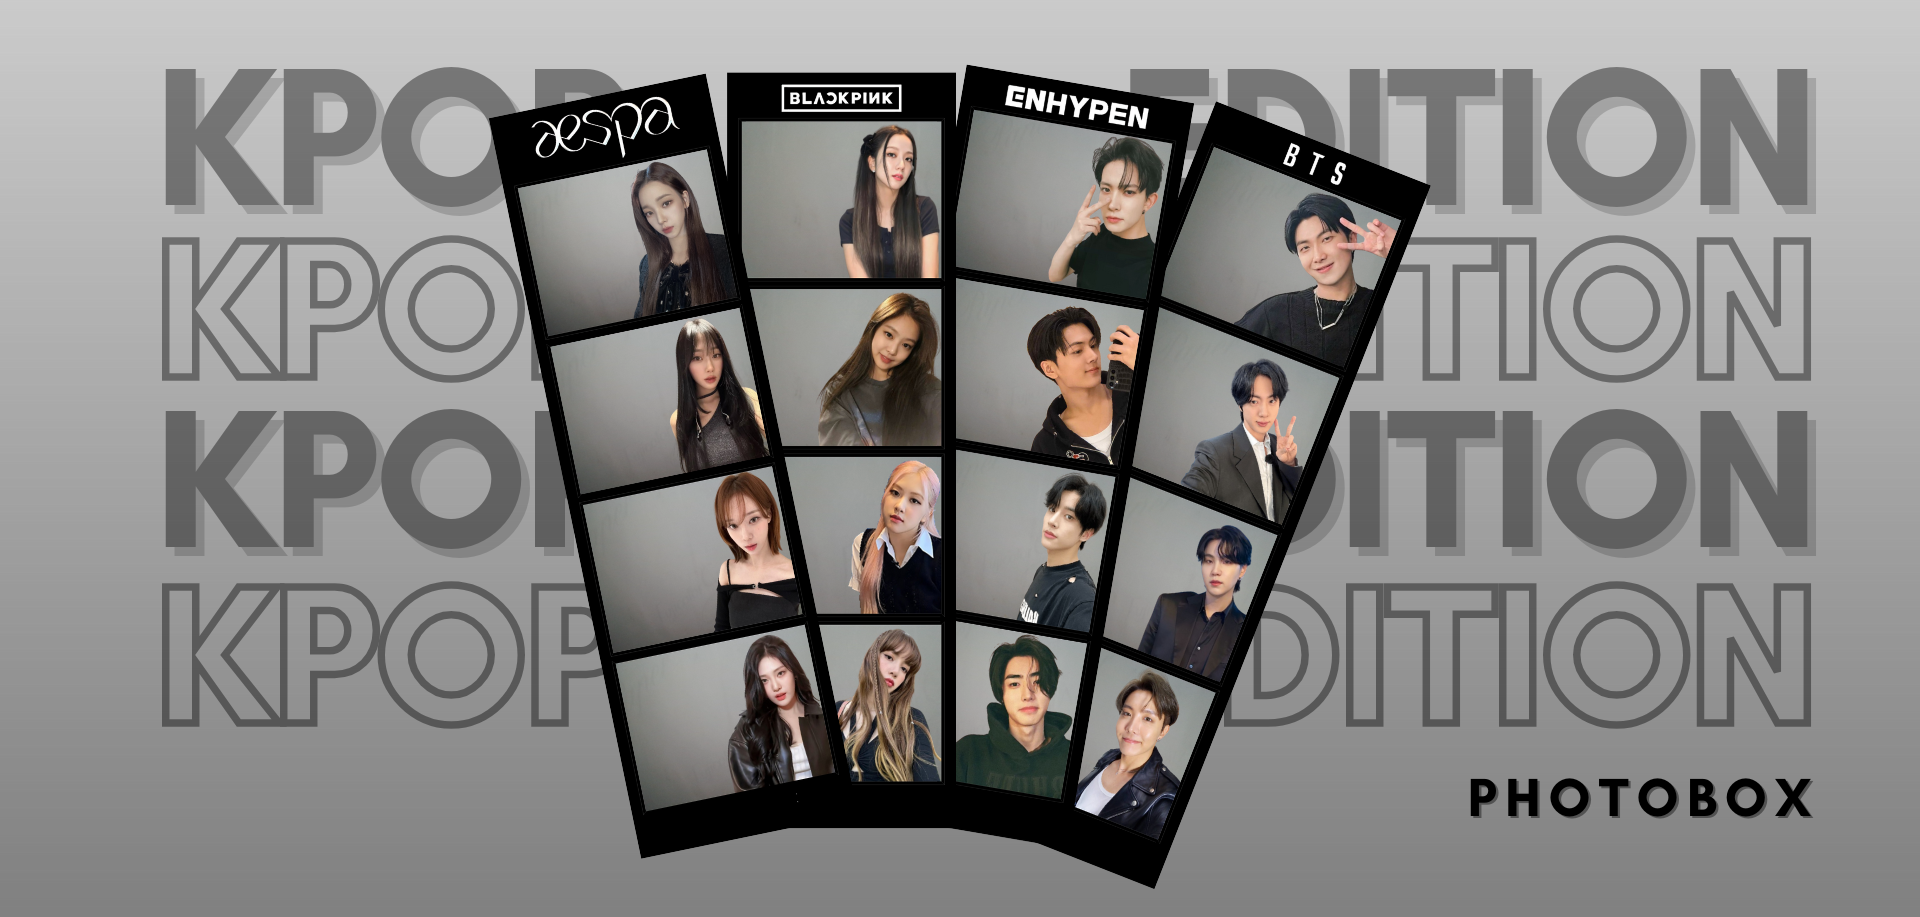 KPOP EDITION
KPOP EDITION
KPOP EDITION
KPOP EDITION
aespa
BLACKPINK
ENHYPEN
BTS
PHOTOBOX